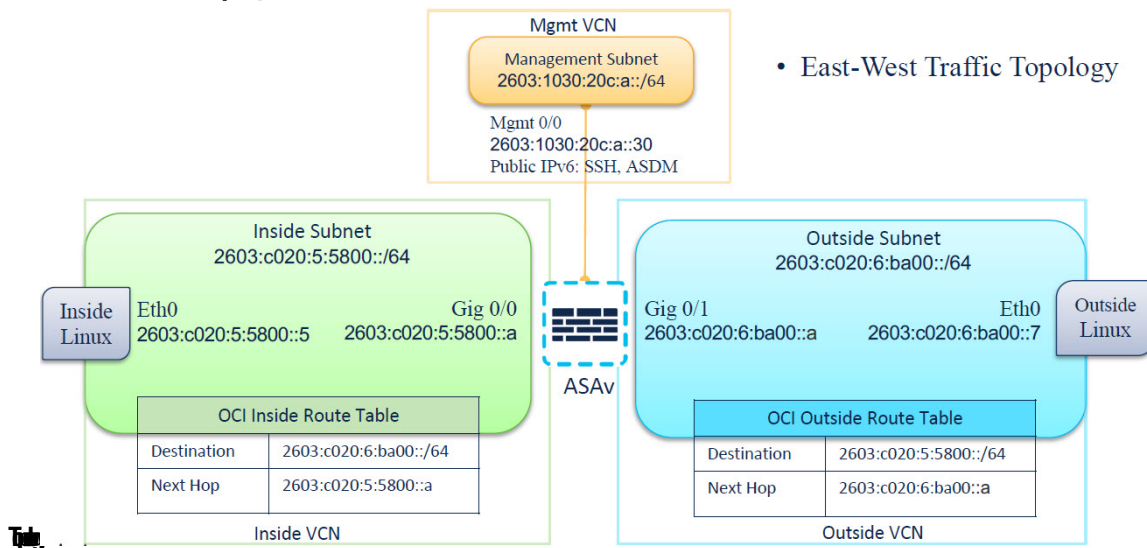 Mgmt VCN
Management Subnet
2603:1030:20c:a::/64
• East-West Traffic Topology
Mgmt 0/0
2603:1030:20c:a::30
Public IPv6: SSH, ASDM
Inside Subnet
2603:c020:5:5800::/64
Outside Subnet
2603:c020:6:ba00::/64
Inside
Linux
Eth0
2603:c020:5:5800::5
Gig 0/0
2603:c020:5:5800::a
ASAv
Gig 0/1
2603:c020:6:ba00::a
Eth0
2603:c020:6:ba00::7
Outside
Linux
OCI Inside Route Table
Destination 2603:c020:6:ba00::/64
Next Hop 2603:c020:5:5800::a
OCI Outside Route Table
Destination 2603:c020:5:5800::/64
Next Hop 2603:c020:6:ba00::a
Inside VCN
Outside VCN